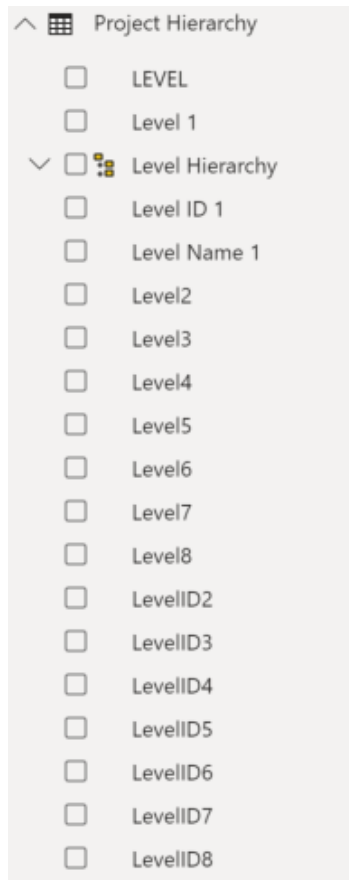 Project Hierarchy
LEVEL
Level 1
Level Hierarchy
Level ID 1
Level Name 1
Level2
Level3
Level4
Level5
Level6
Level7
Level8
LevelID2
LevelID3
LevelID4
LevelID5
LevelID6
LevelID7
LevelID8